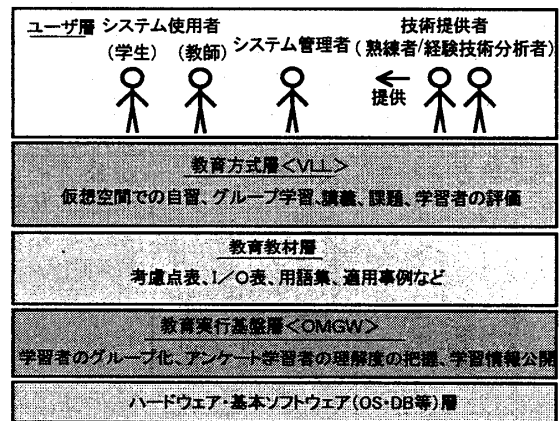 ユーザ層 システム使用者 技術提供者
(学生) (教師) システム管理者 (熟練者/経験技術分析者)
提供
教育方式層<VLL>
仮想空間での自習、グループ学習、講義、課題、学習者の評価
教育教材層
考慮点表、I/O表、用語集、適用事例など
教育実行基盤層<OMGW>
学習者のグループ化、アンケート学習者の理解度の把握、学習情報公開
ハードウェア・基本ソフトウェア(OS・DB等)層